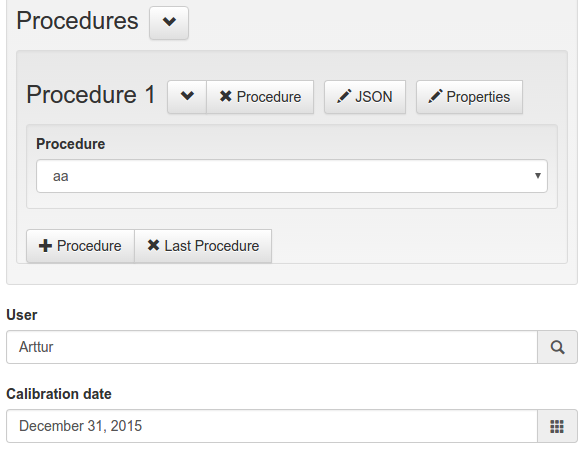 Procedures
Procedure 1 Procedure JSON Properties
Procedure
aa
Procedure Last Procedure
User
Arttur
Calibration date
December 31, 2015